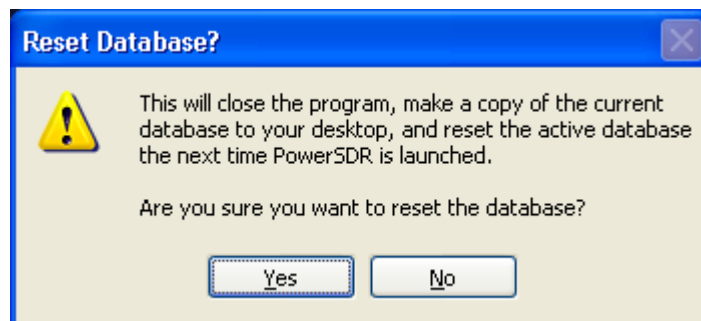 Reset Database?
This will close the program, make a copy of the current
database to your desktop, and reset the active database
the next time PowerSDR is launched.
Are you sure you want to reset the database?
Yes
No